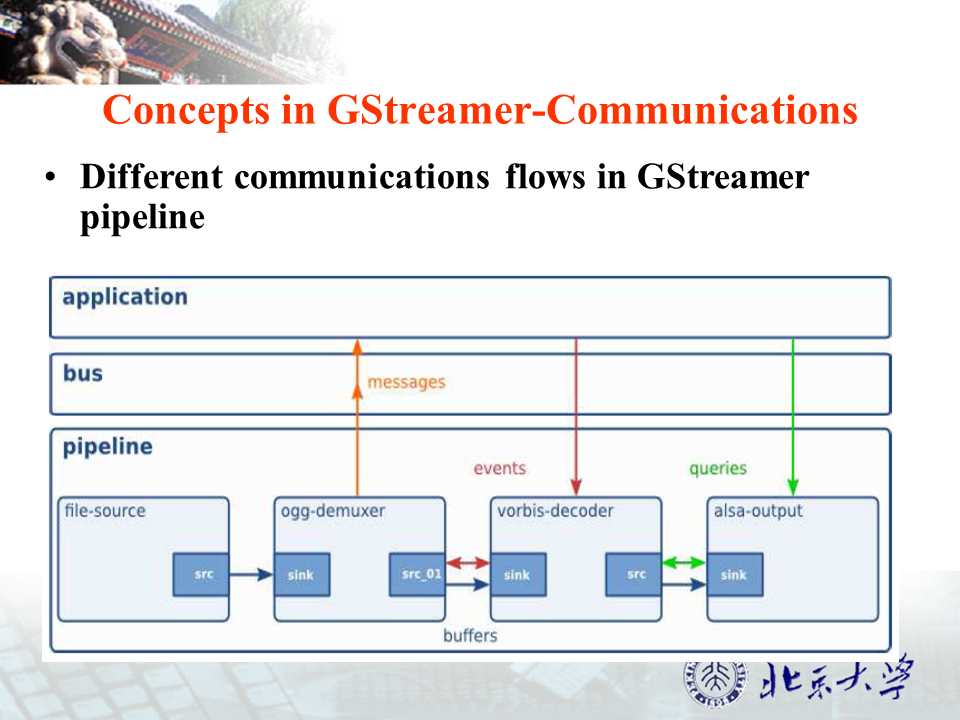 Concepts in GStreamer-Communications
• Different communications flows in GStreamer
pipeline
application
bus
messages
pipeline
events
queries
file-source
ogg-demuxer
vorbis-decoder
alsa-output
src
sink
src_01
sink
src
sink
buffers
1898
北京大学